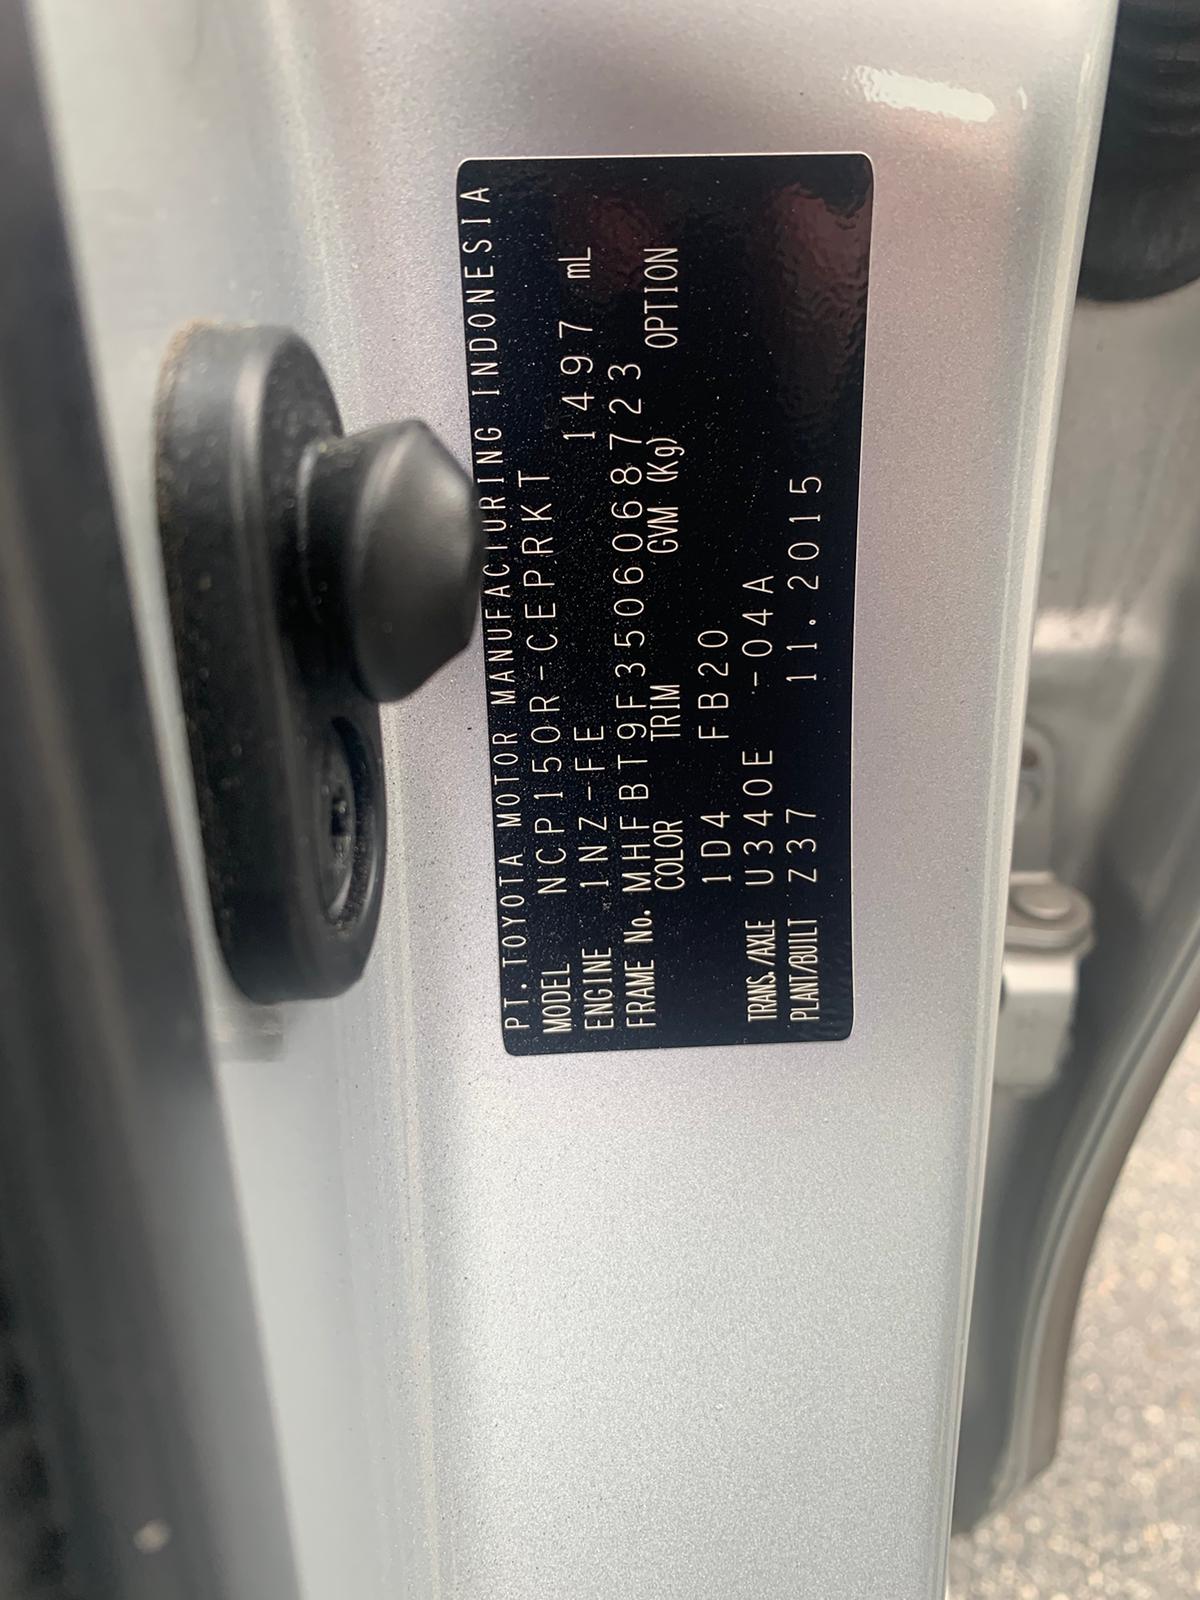 PT. TOYOTA MOTOR MANUFACTURING INDONESIA
MODEL NCP150R-CEPRKT
ENGINE 1NZ-FE 1497 mL
FRAME No. MHFBT9F3506068723
COLOR TRIM GVM (Kg) OPTION
1D4 FB20
TRANS./AXLE U340E -04A
PLANT/BUILT Z37 11.2015